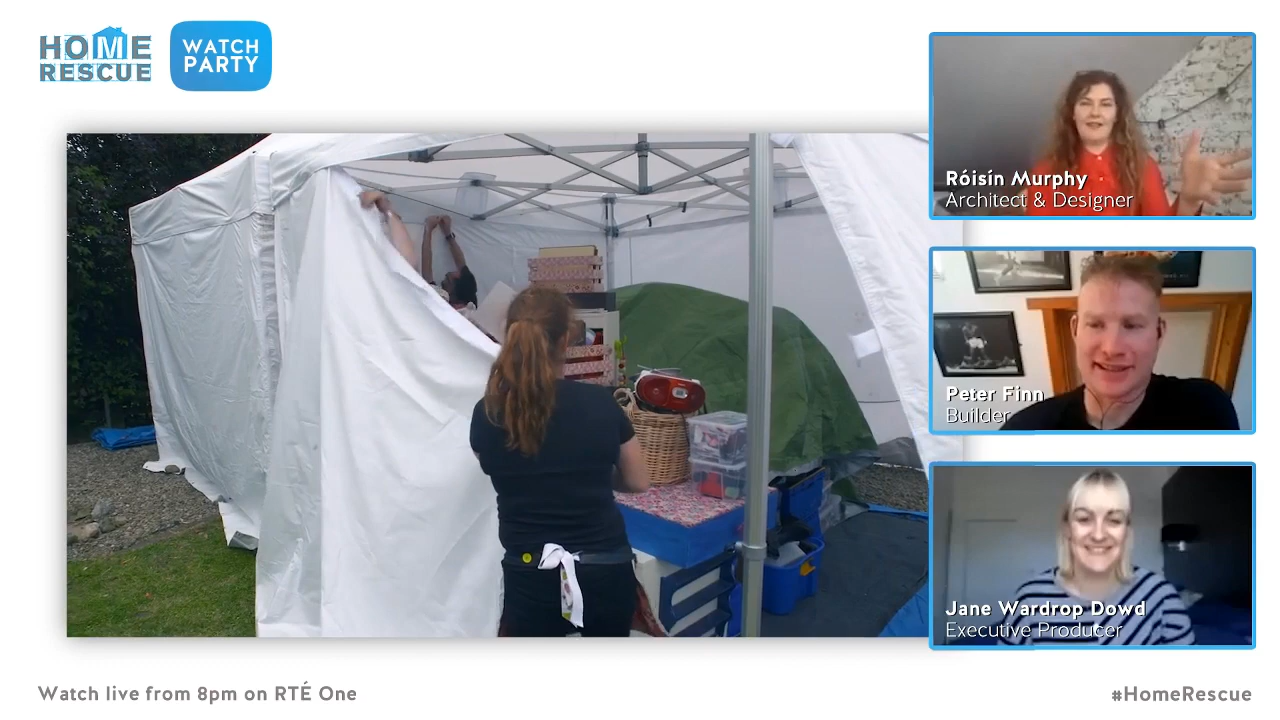 HOME
RESCUE
WATCH
PARTY
Róisín Murphy
Architect & Designer
Peter Finn
Builder
Jane Wardrop Dowd
Executive Producer
Watch live from 8pm on RTÉ One
#HomeRescue